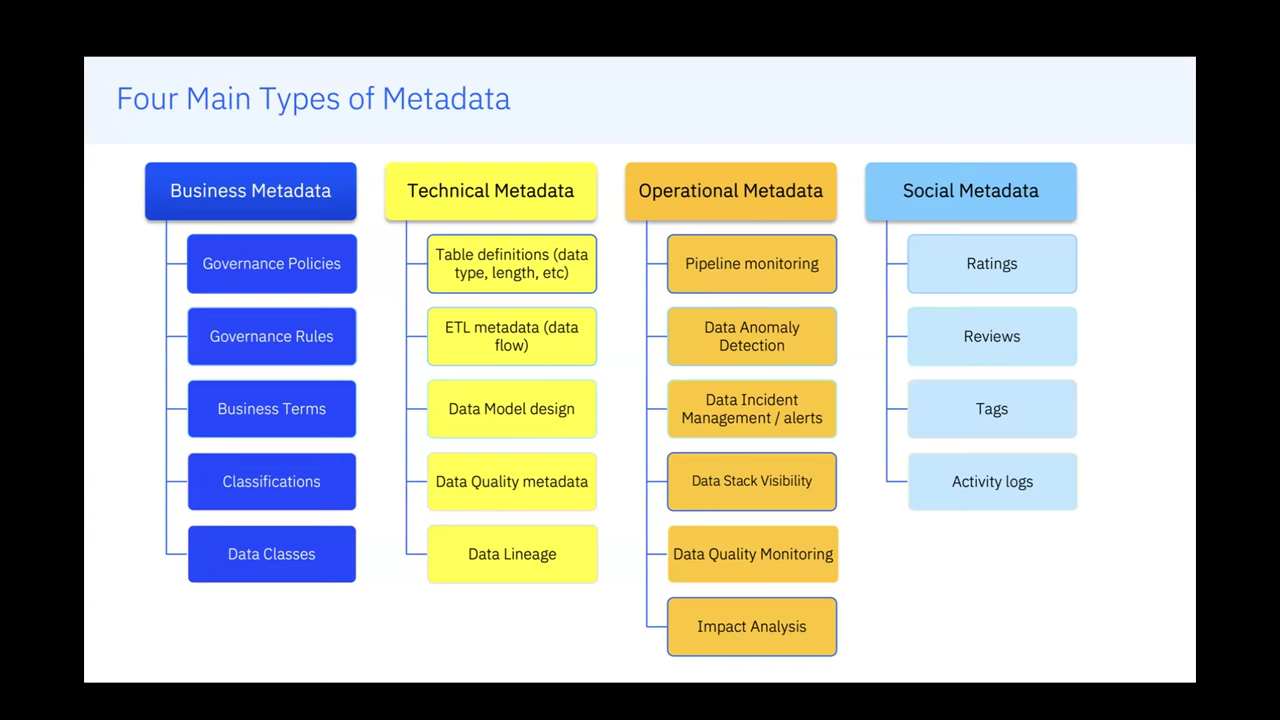 Four Main Types of Metadata
Business Metadata
Governance Policies
Governance Rules
Business Terms
Classifications
Data Classes
Technical Metadata
Table definitions (data
type, length, etc)
ETL metadata (data
flow)
Data Model design
Data Quality metadata
Data Lineage
Operational Metadata
Pipeline monitoring
Data Anomaly
Detection
Data Incident
Management / alerts
Data Stack Visibility
Data Quality Monitoring
Impact Analysis
Social Metadata
Ratings
Reviews
Tags
Activity logs